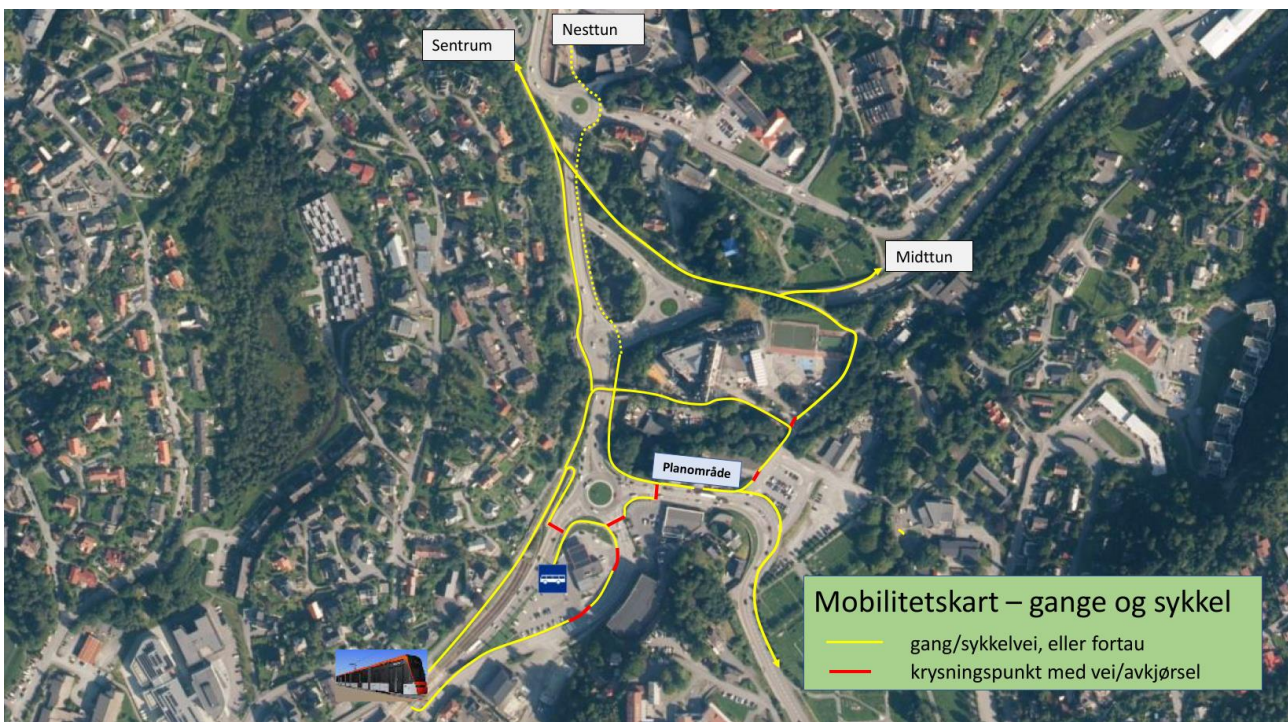 Nesttun
Sentrum
Midttun
Planområde
Mobilitetskart – gange og sykkel
gang/sykkelvei, eller fortau
krysningspunkt med vei/avkjørsel